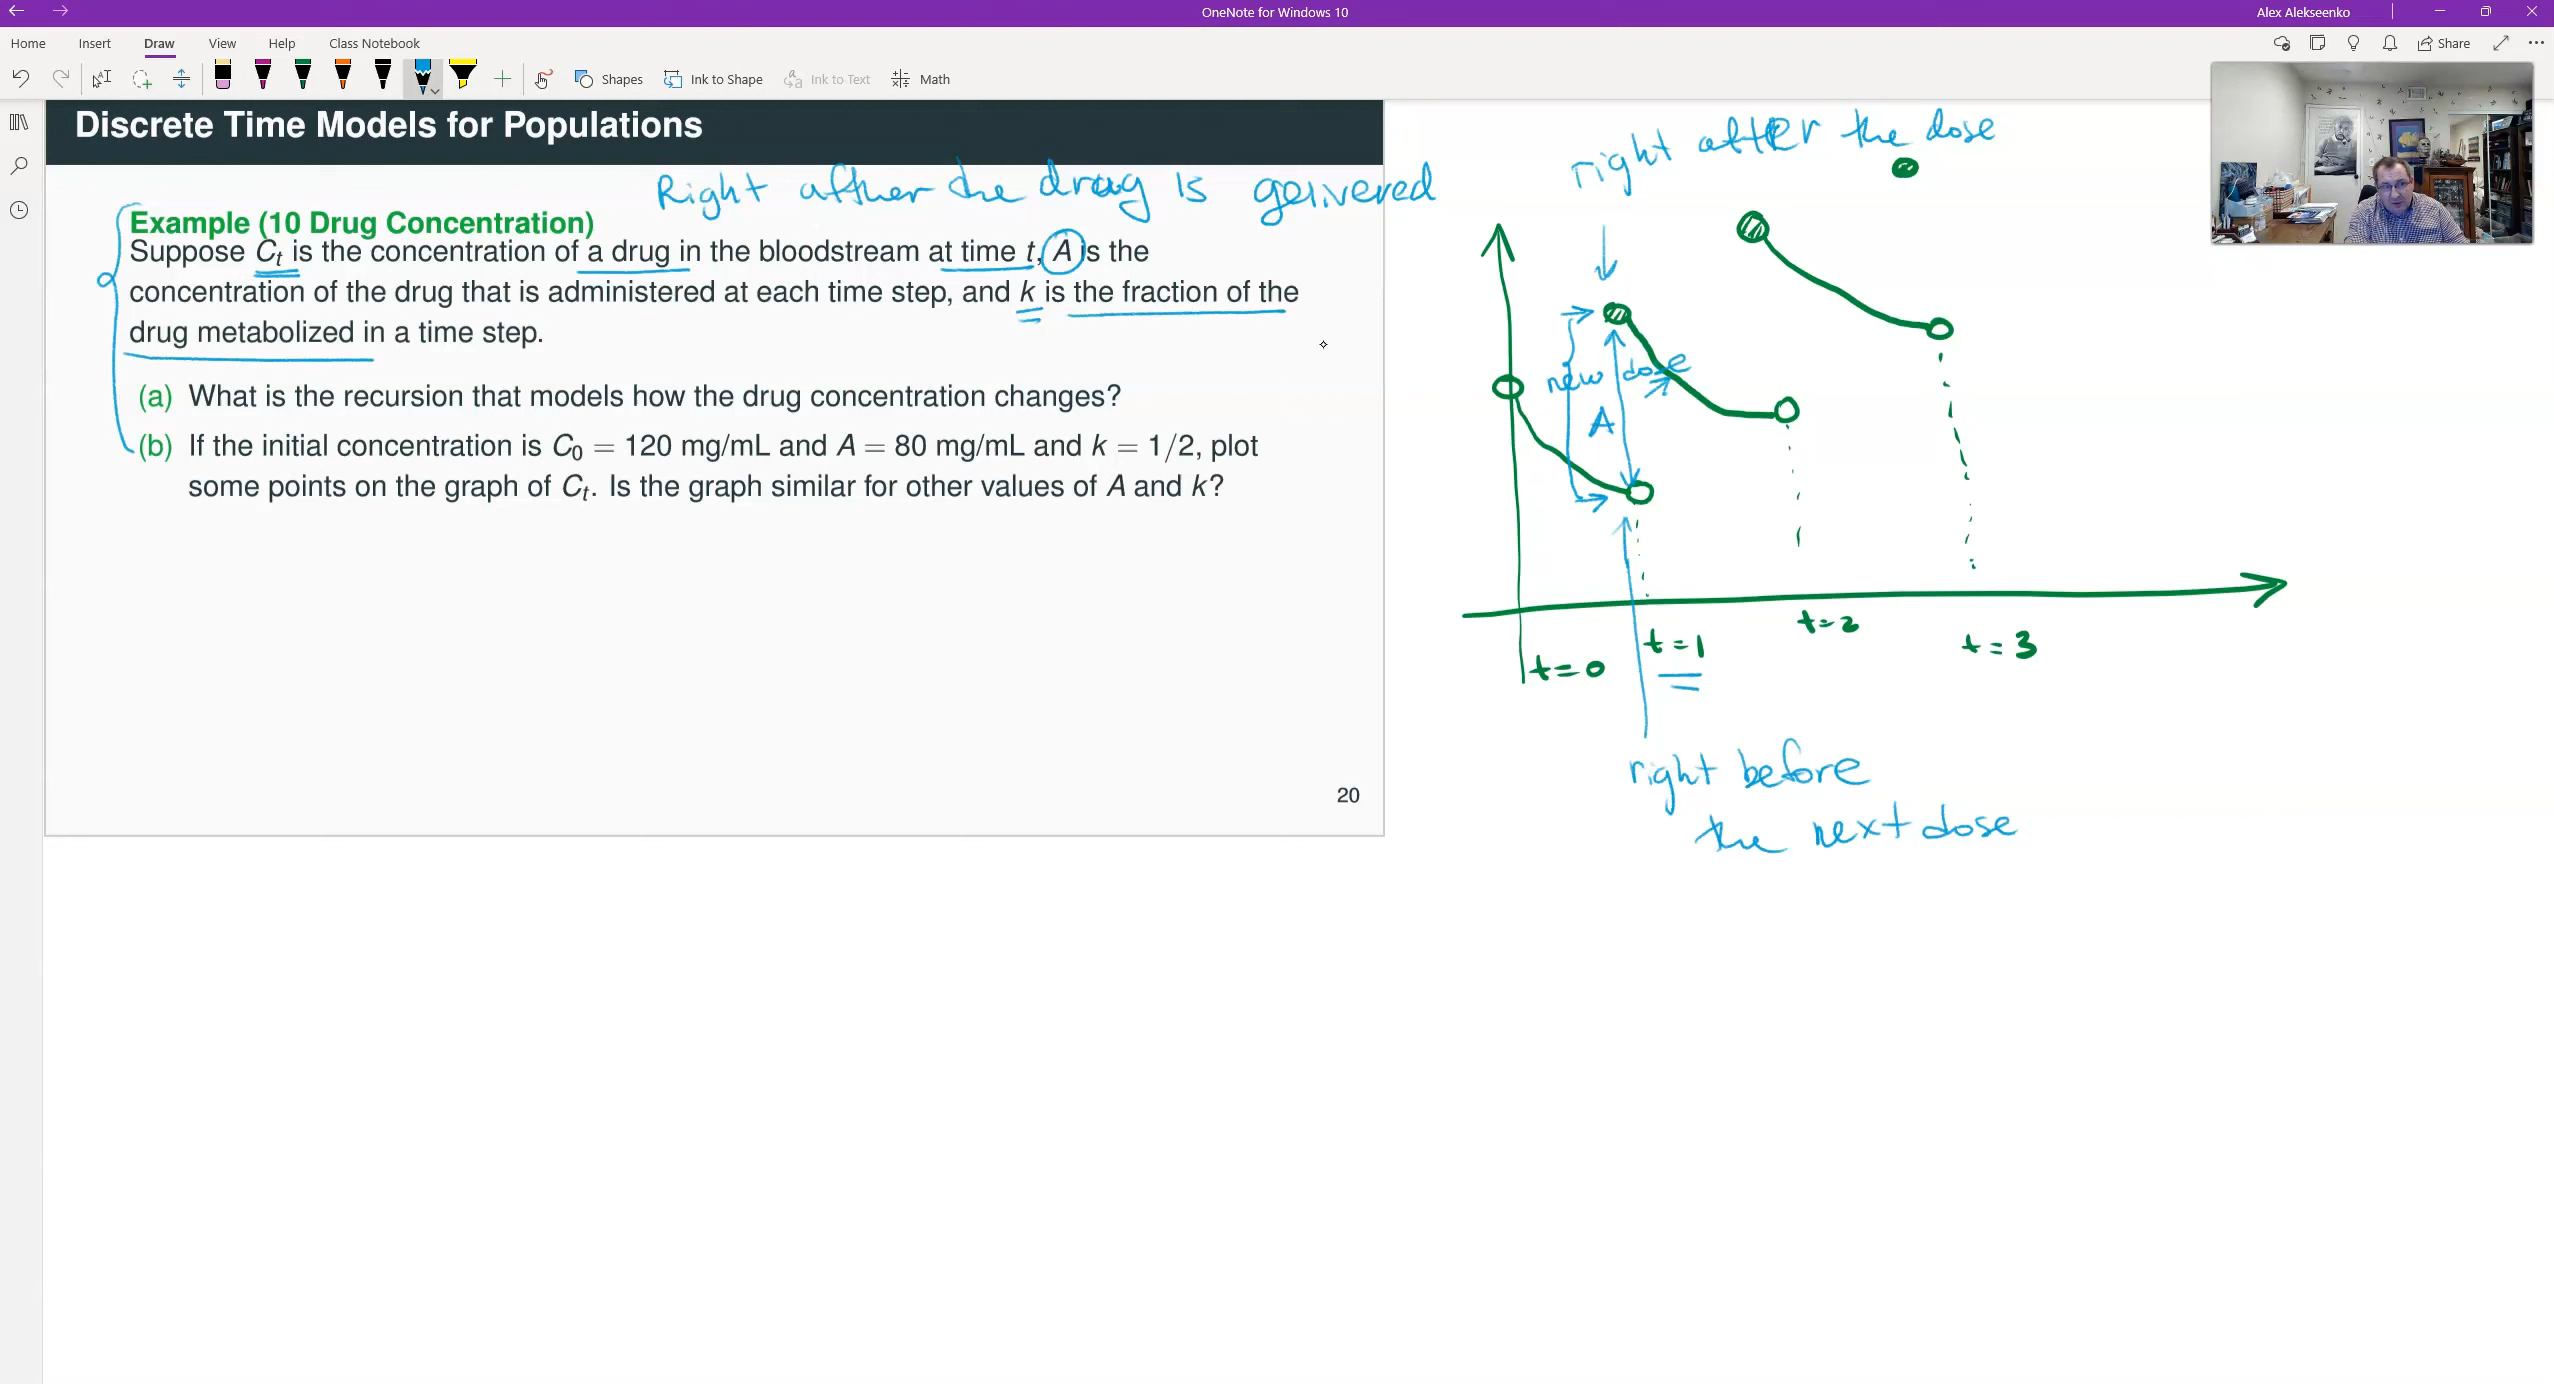 OneNote for Windows 10
Alex Alekseenko
Home Insert Draw View Help Class Notebook
Share
Shapes Ink to Shape Ink to Text Math
Discrete Time Models for Populations
Right afther the drug is gerivered
Example (10 Drug Concentration)
Suppose Cₜ is the concentration of a drug in the bloodstream at time t, A is the
concentration of the drug that is administered at each time step, and k is the fraction of the
drug metabolized in a time step.
(a) What is the recursion that models how the drug concentration changes?
(b) If the initial concentration is C₀ = 120 mg/mL and A = 80 mg/mL and k = 1/2, plot
some points on the graph of Cₜ. Is the graph similar for other values of A and k?
20
right after the dose
new dose
A
t=0
t=1
t=2
t=3
right before
the next dose